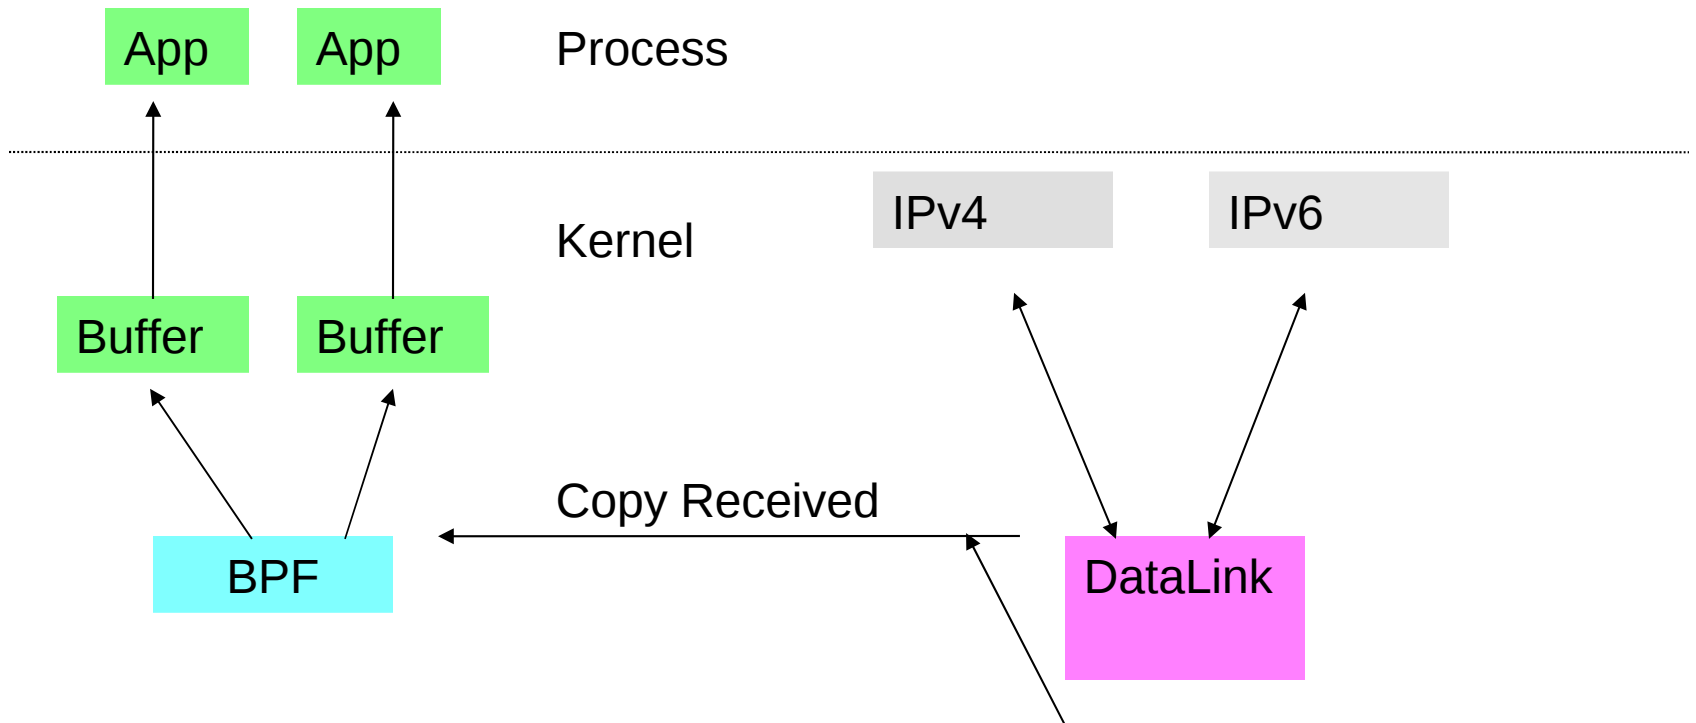 App
App
Process
IPv4
IPv6
Kernel
Buffer
Buffer
Copy Received
BPF
DataLink